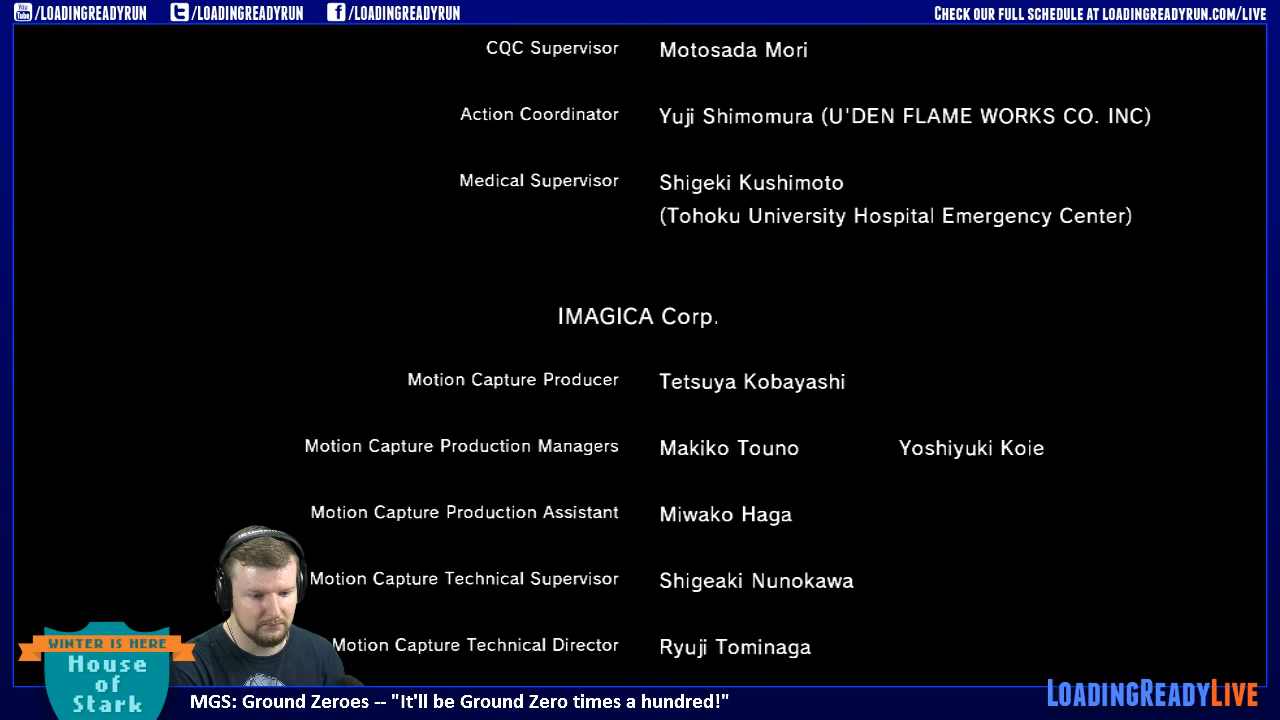 You Tube /LOADINGREADYRUN /LOADINGREADYRUN /LOADINGREADYRUN CHECK OUR FULL SCHEDULE AT LOADINGREADYRUN.COM/LIVE
CQC Supervisor Motosada Mori
Action Coordinator Yuji Shimomura (U'DEN FLAME WORKS CO. INC)
Medical Supervisor Shigeki Kushimoto
(Tohoku University Hospital Emergency Center)
IMAGICA Corp.
Motion Capture Producer Tetsuya Kobayashi
Motion Capture Production Managers Makiko Touno Yoshiyuki Koie
Motion Capture Production Assistant Miwako Haga
Motion Capture Technical Supervisor Shigeaki Nunokawa
Motion Capture Technical Director Ryuji Tominaga
WINTER IS HERE
House
of
Stark
MGS: Ground Zeroes -- "It'll be Ground Zero times a hundred!"
LOADINGREADYLIVE